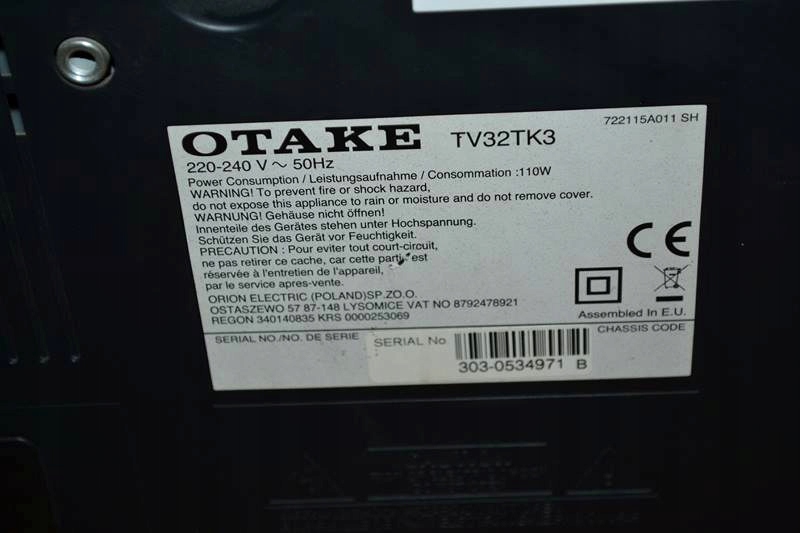 722115A011 SH
OTAKE TV32TK3
220-240 V ~ 50Hz
Power Consumption / Leistungsaufnahme / Consommation :110W
WARNING! To prevent fire or shock hazard,
do not expose this appliance to rain or moisture and do not remove cover.
WARNUNG! Gehäuse nicht öffnen!
Innenteile des Gerätes stehen unter Hochspannung.
Schützen Sie das Gerät vor Feuchtigkeit.
PRECAUTION : Pour eviter tout court-circuit,
ne pas retirer ce cache, car cette partie est
réservée à l'entretien de l'appareil,
par le service apres-vente.
CE
ORION ELECTRIC (POLAND)SP.ZO.O.
OSTASZEWO 57 87-148 LYSOMICE VAT NO 8792478921
REGON 340140835 KRS 0000253069
Assembled In E.U.
SERIAL NO./NO. DE SERIE
SERIAL No
CHASSIS CODE
303-0534971 B